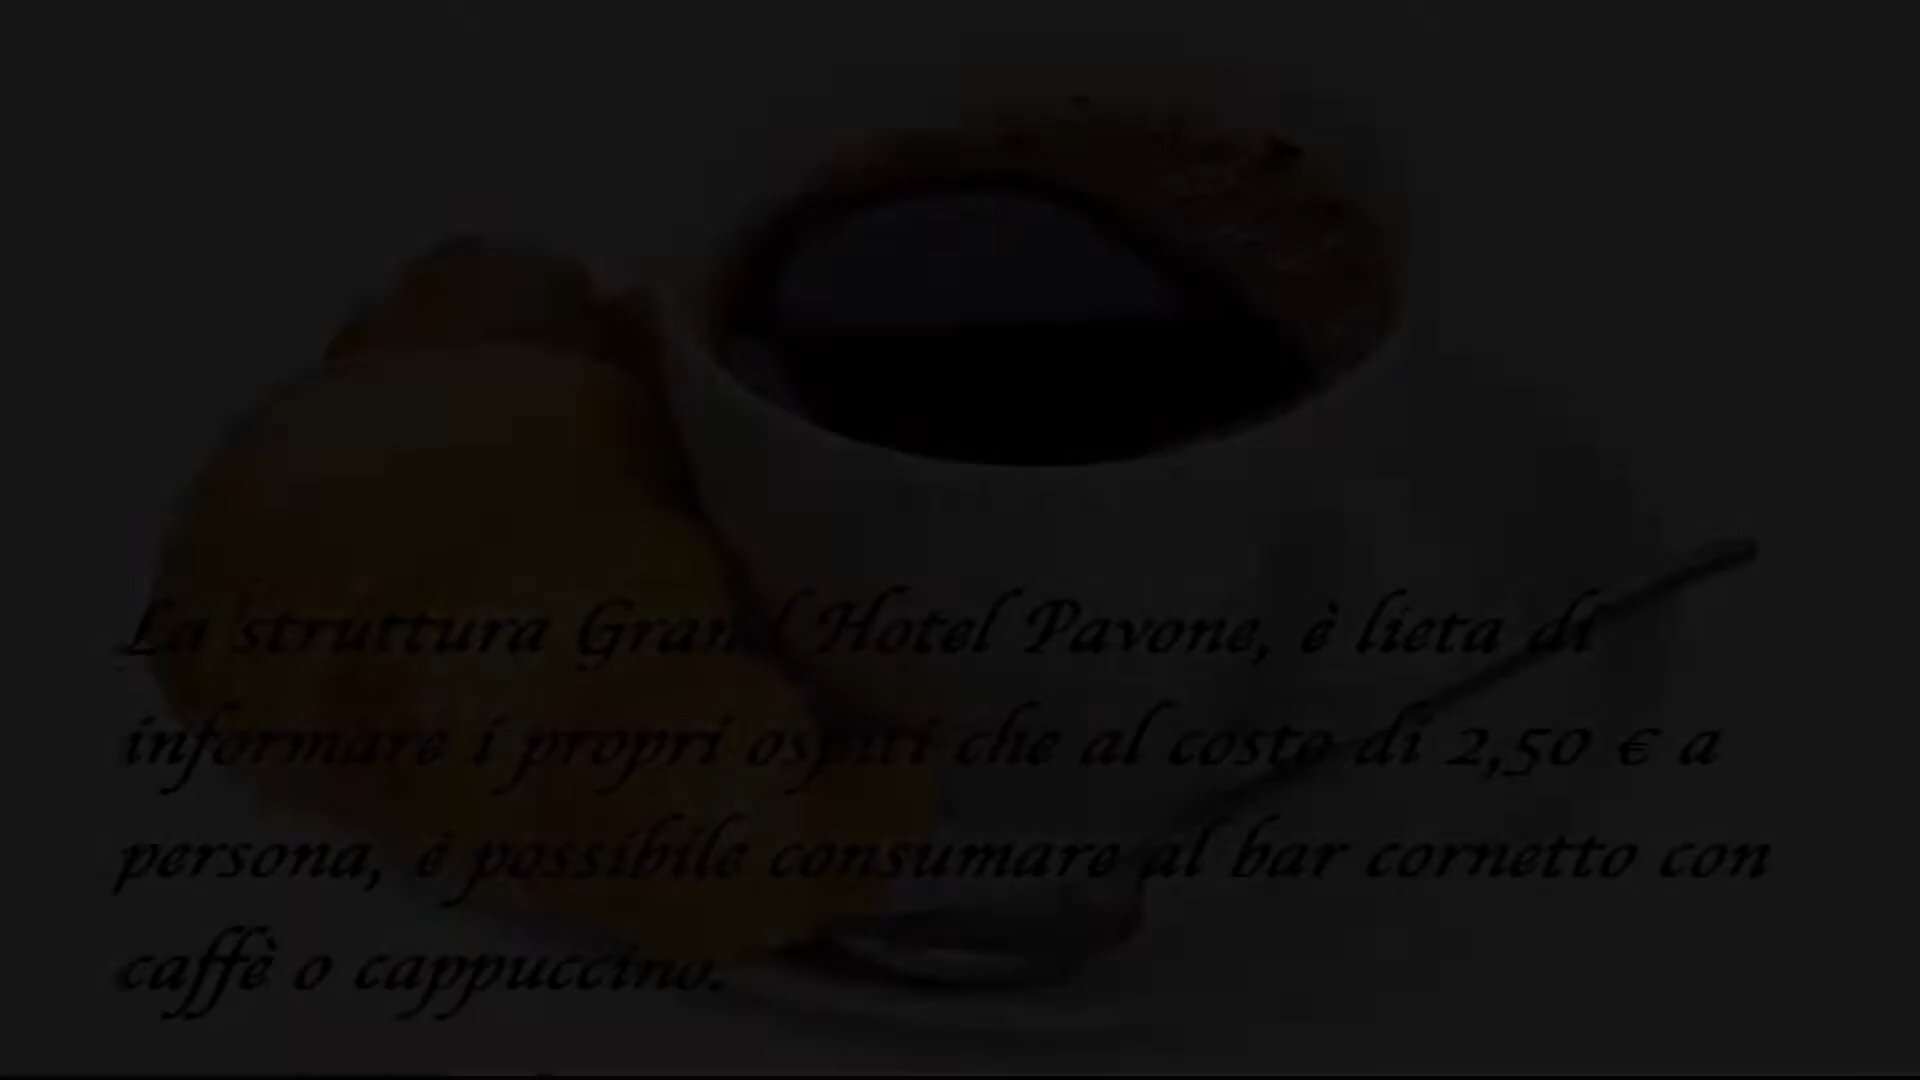 La struttura Grand Hotel Pavone, è lieta di
informare i propri ospiti che al costo di 2,50 € a
persona, è possibile consumare al bar cornetto con
caffè o cappuccino.